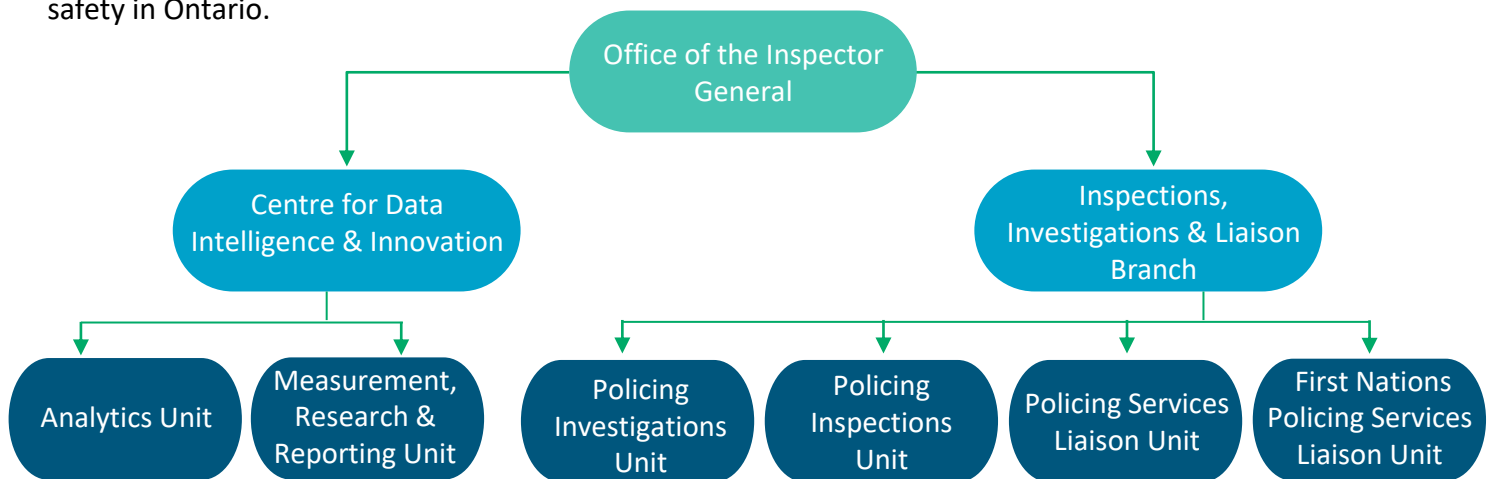 safety in Ontario.
Office of the Inspector
General
Centre for Data
Intelligence & Innovation
Inspections,
Investigations & Liaison
Branch
Analytics Unit
Measurement,
Research &
Reporting Unit
Policing
Investigations
Unit
Policing
Inspections
Unit
Policing Services
Liaison Unit
First Nations
Policing Services
Liaison Unit